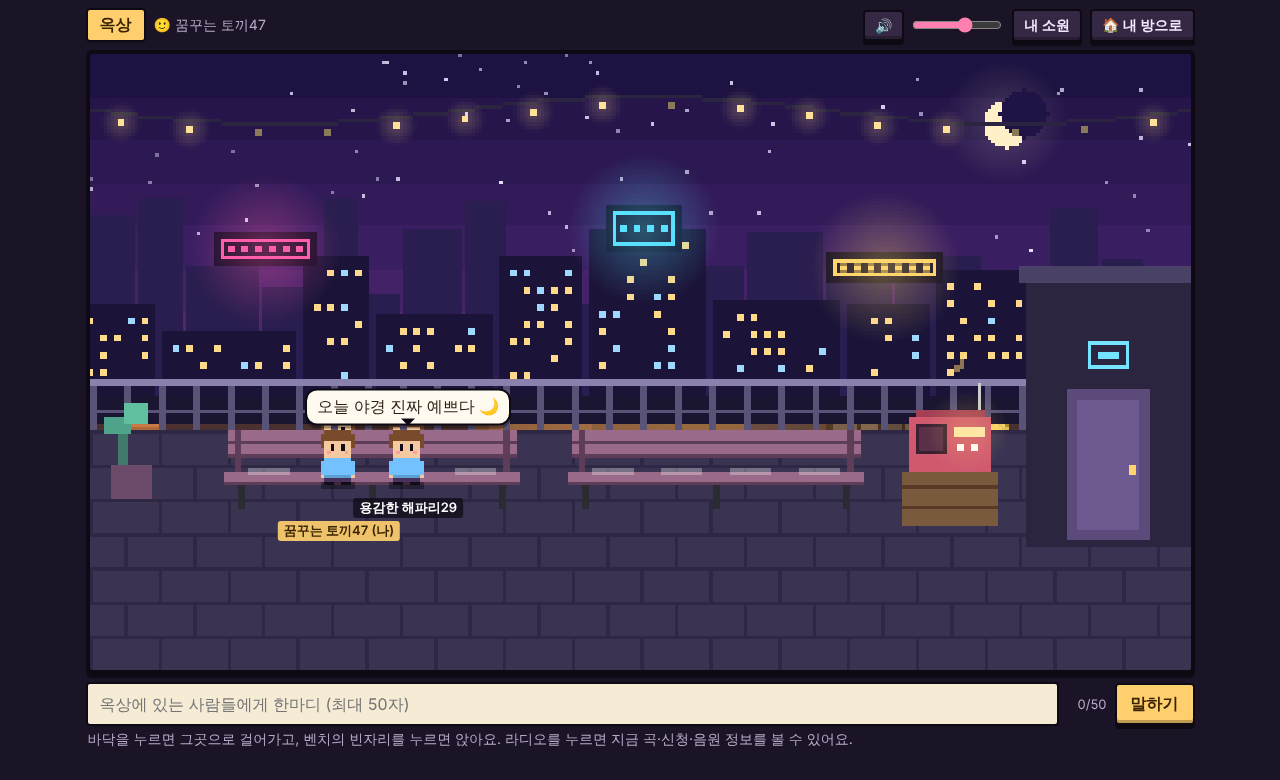 옥상
🙂 꿈꾸는 토끼47
🔊
내 소원
🏠 내 방으로
오늘 야경 진짜 예쁘다 🌙
용감한 해파리29
꿈꾸는 토끼47 (나)
옥상에 있는 사람들에게 한마디 (최대 50자)
0/50
말하기
바닥을 누르면 그곳으로 걸어가고, 벤치의 빈자리를 누르면 앉아요. 라디오를 누르면 지금 곡·신청·음원 정보를 볼 수 있어요.